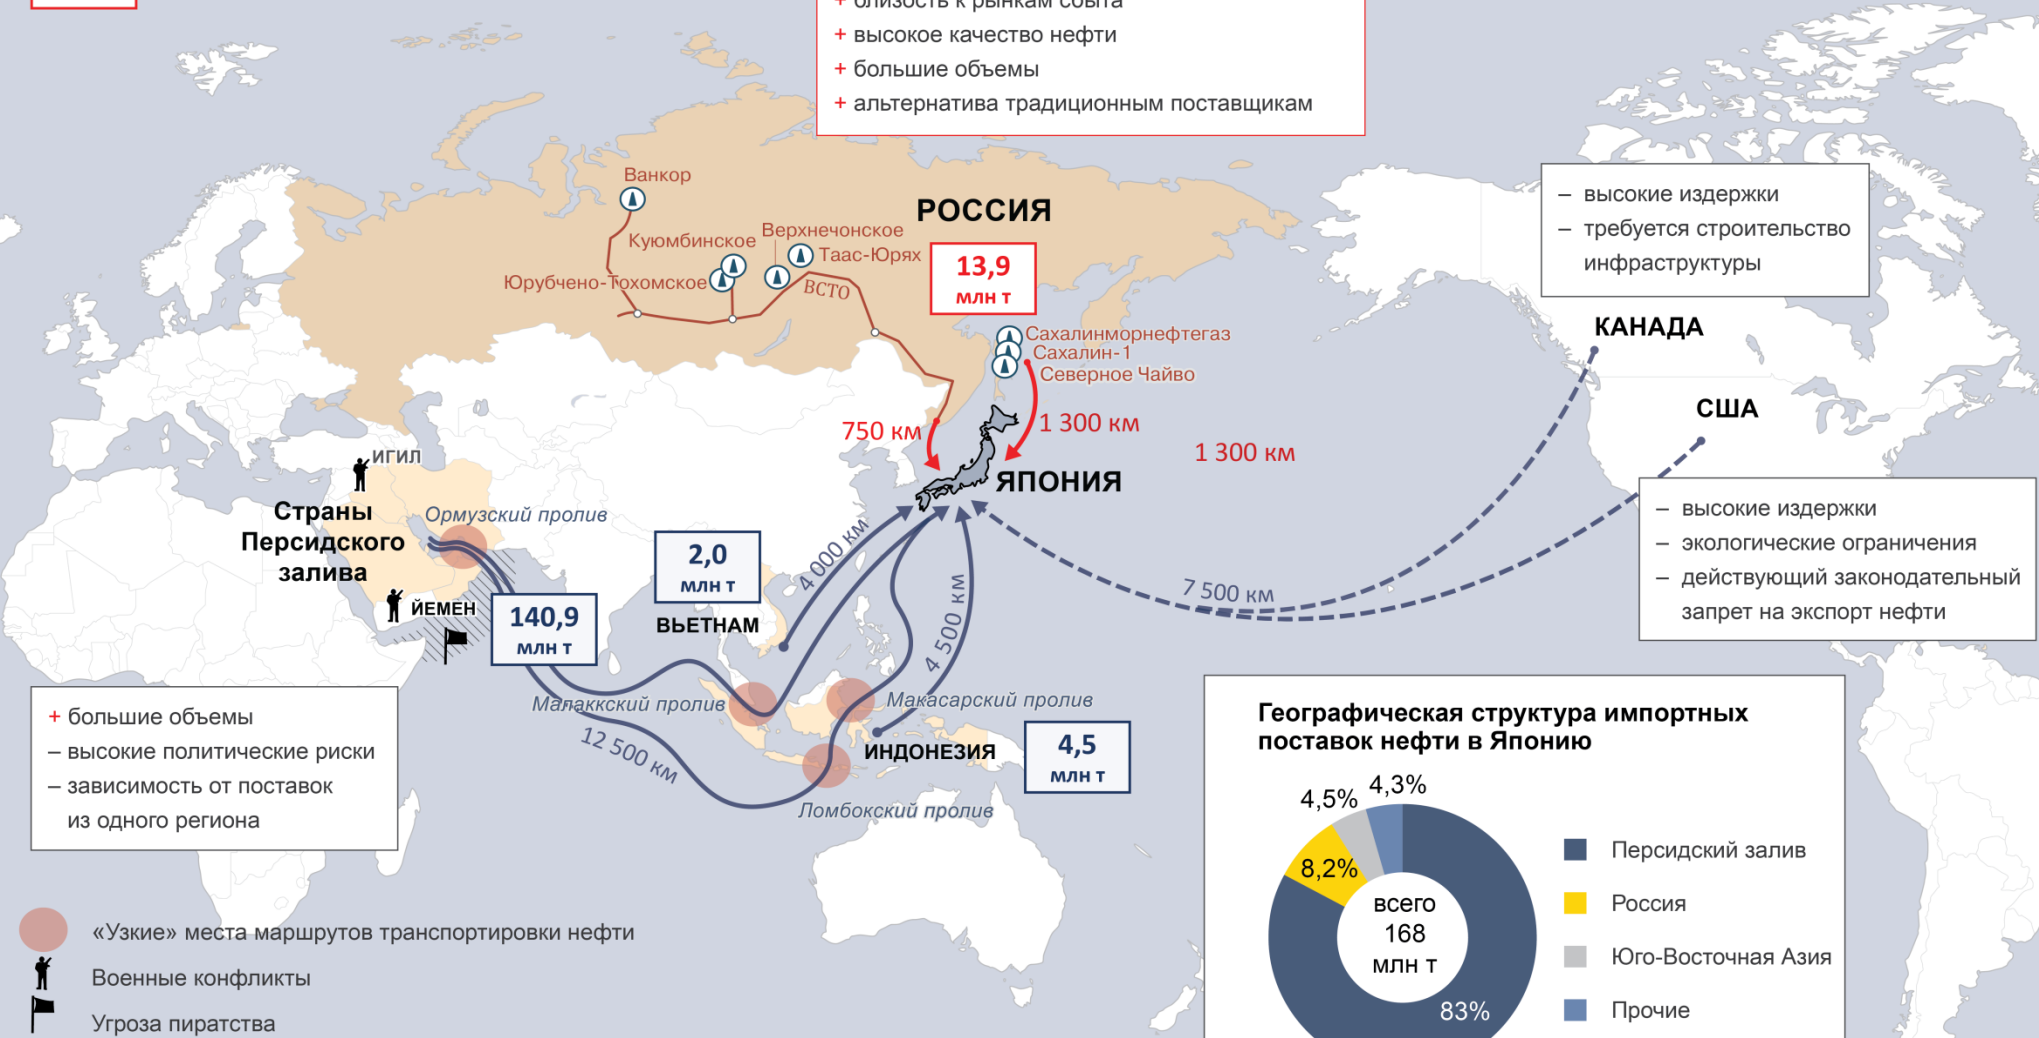 + близость к рынкам сбыта
+ высокое качество нефти
+ большие объемы
+ альтернатива традиционным поставщикам
Ванкор
РОССИЯ
13,9
млн т
Куюмбинское
Верхнечонское
Таас-Юрях
Юрубчено-Тохомское
ВСТО
Сахалинморнефтегаз
Сахалин-1
Северное Чайво
– высокие издержки
– требуется строительство
инфраструктуры
КАНАДА
США
750 км
1 300 км
1 300 км
ЯПОНИЯ
ИГИЛ
Страны
Персидского
залива
Ормузский пролив
ЙЕМЕН
140,9
млн т
2,0
млн т
ВЬЕТНАМ
4 000 км
4 500 км
7 500 км
– высокие издержки
– экологические ограничения
– действующий законодательный
запрет на экспорт нефти
Малаккский пролив
Макасарский пролив
12 500 км
ИНДОНЕЗИЯ
4,5
млн т
Ломбокский пролив
+ большие объемы
– высокие политические риски
– зависимость от поставок
из одного региона
«Узкие» места маршрутов транспортировки нефти
Военные конфликты
Угроза пиратства
Географическая структура импортных
поставок нефти в Японию
4,5%
4,3%
8,2%
всего
168
млн т
83%
Персидский залив
Россия
Юго-Восточная Азия
Прочие